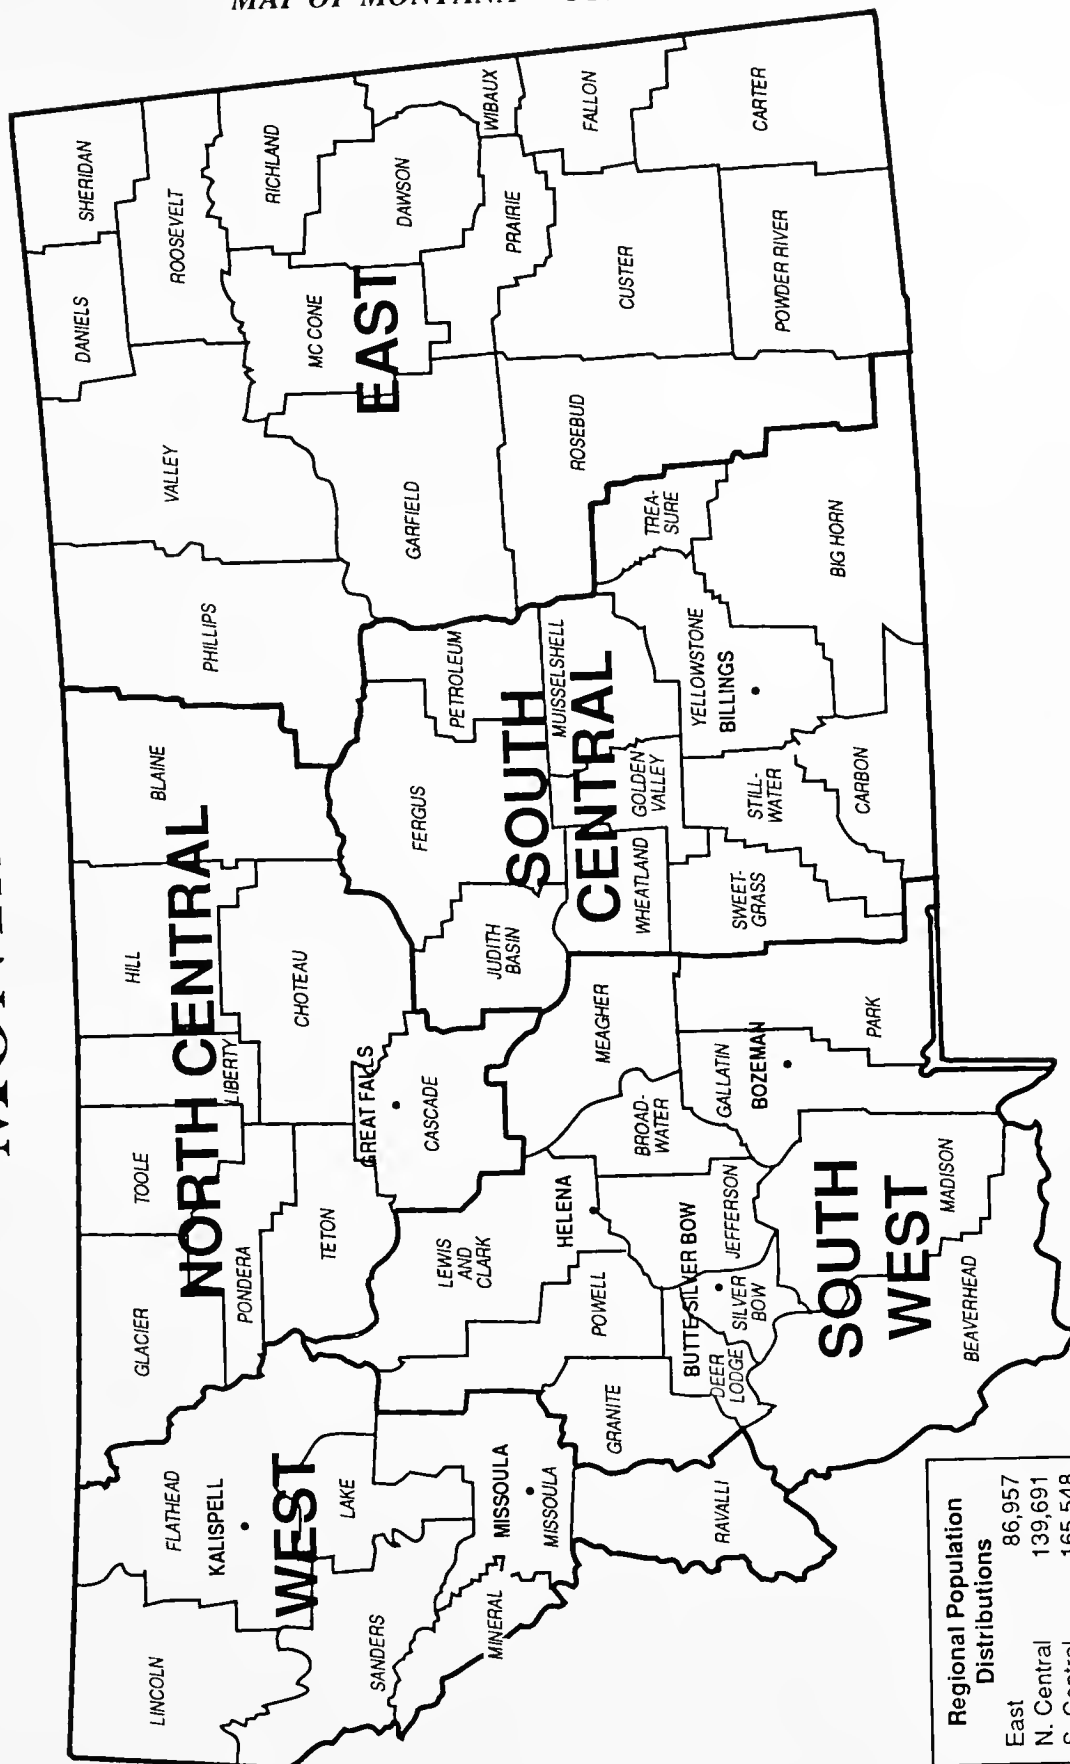 MAP OF MONTANA
LINCOLN
FLATHEAD
KALISPELL
GLACIER
TOOLE
HILL
BLAINE
PHILLIPS
VALLEY
DANIELS
SHERIDAN
ROOSEVELT
NORTH CENTRAL
LIBERTY
PONDERA
TETON
CHOTEAU
RICHLAND
MC CONE
DAWSON
EAST
WIBAUX
WEST
LAKE
SANDERS
MINERAL
MISSOULA
MISSOULA
GREAT FALLS
CASCADE
LEWIS
AND
CLARK
JUDITH
BASIN
FERGUS
PETROLEUM
GARFIELD
PRAIRIE
FALLON
SOUTH
CENTRAL
MUISSELSHELL
ROSEBUD
CUSTER
CARTER
POWDER RIVER
HELENA
POWELL
GRANITE
RAVALLI
MEAGHER
BROAD-
WATER
WHEATLAND
GOLDEN
VALLEY
TREA-
SURE
YELLOWSTONE
BILLINGS
BIG HORN
BUTTE SILVER BOW
DEER
LODGE
SILVER
BOW
JEFFERSON
GALLATIN
BOZEMAN
SWEET-
GRASS
STILL-
WATER
CARBON
PARK
SOUTH
WEST
MADISON
BEAVERHEAD
Regional Population
Distributions
East 86,957
N. Central 139,691
S. Central 165,548